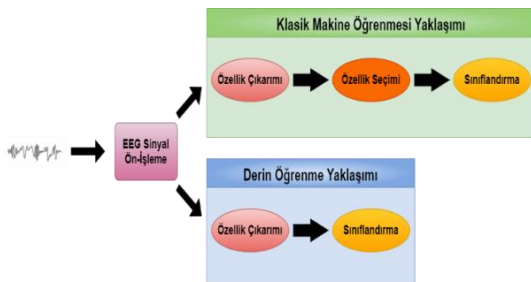 Klasik Makine Öğrenmesi Yaklaşımı
Özellik Çıkarımı
Özellik Seçimi
Sınıflandırma
EEG Sinyal
Ön-İşleme
Derin Öğrenme Yaklaşımı
Özellik Çıkarımı
Sınıflandırma